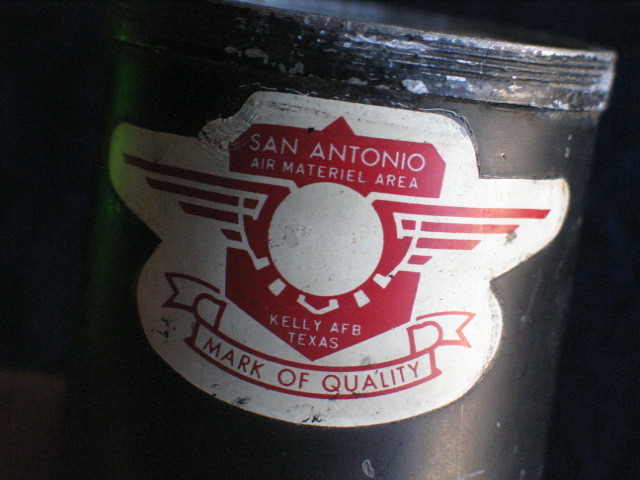 SAN ANTONIO
AIR MATERIEL AREA
KELLY AFB
TEXAS
MARK OF QUALITY